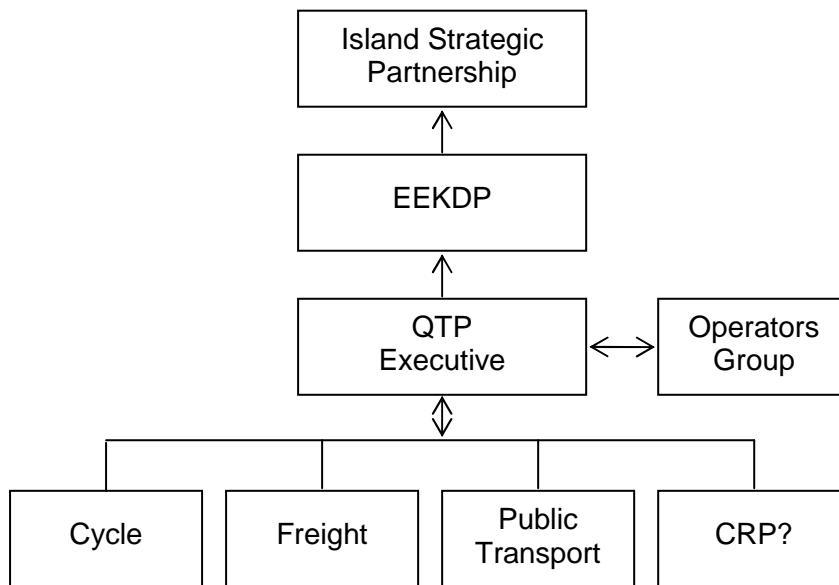 Island Strategic
Partnership
EEKDP
QTP
Executive
Operators
Group
Cycle
Freight
Public
Transport
CRP?